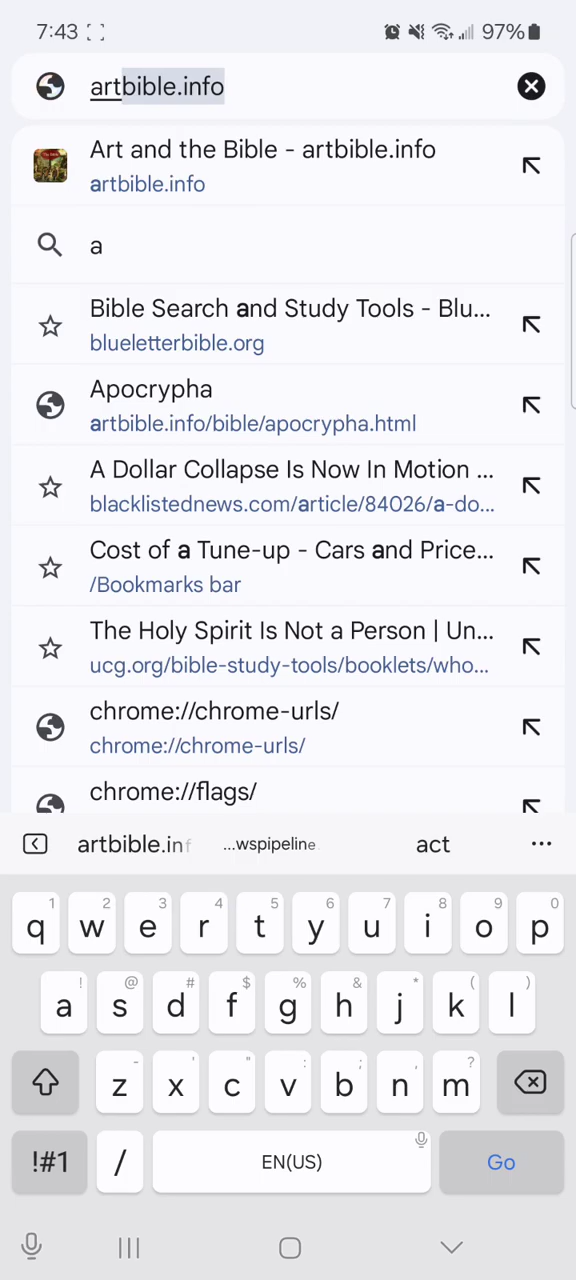 7:43
97%
artbible.info
Art and the Bible - artbible.info
artbible.info
a
Bible Search and Study Tools - Blu...
blueletterbible.org
Apocrypha
artbible.info/bible/apocrypha.html
A Dollar Collapse Is Now In Motion ...
blacklistednews.com/article/84026/a-do...
Cost of a Tune-up - Cars and Price...
/Bookmarks bar
The Holy Spirit Is Not a Person | Un...
ucg.org/bible-study-tools/booklets/who...
chrome://chrome-urls/
chrome://chrome-urls/
chrome://flags/
artbible.inf ...wspipeline act ...
1 2 3 4 5 6 7 8 9 0
q w e r t y u i o p
! @ # $ % & * ( )
a s d f g h j k l
- ' " : ; , ?
z x c v b n m
!#1 / EN(US) Go